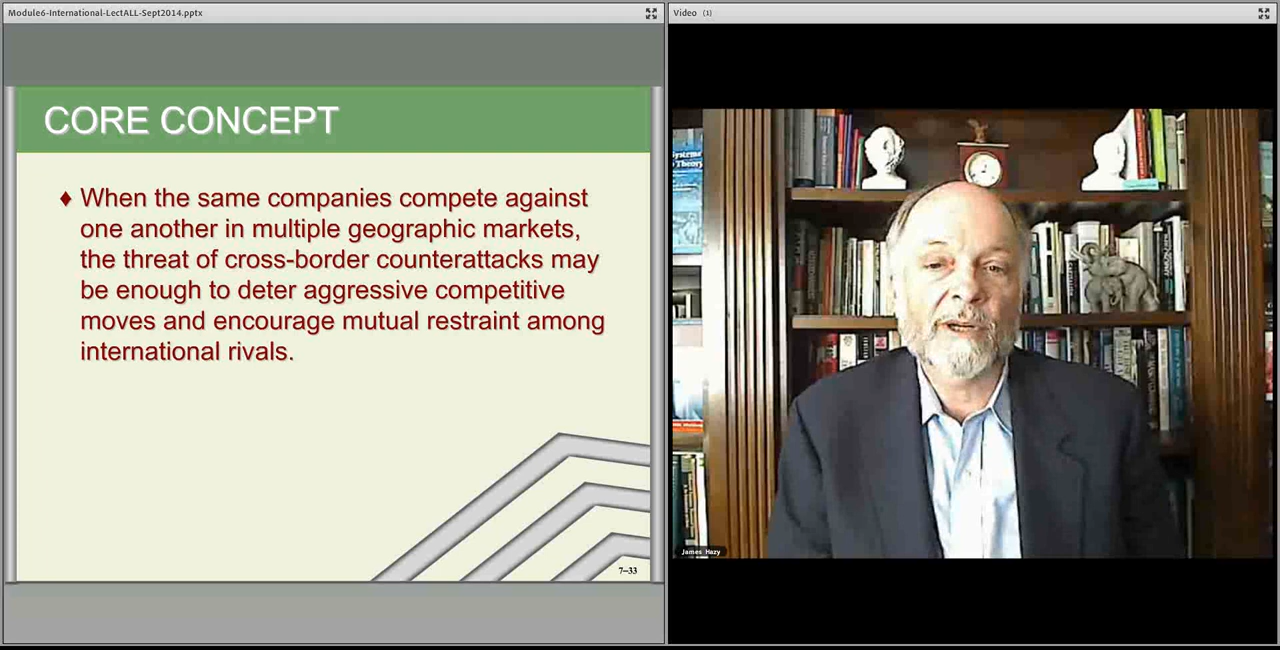 Module6-International-LectALL-Sept2014.pptx
CORE CONCEPT
♦ When the same companies compete against
one another in multiple geographic markets,
the threat of cross-border counterattacks may
be enough to deter aggressive competitive
moves and encourage mutual restraint among
international rivals.
7–33
Video (1)
Systems
Theory
James Hazy